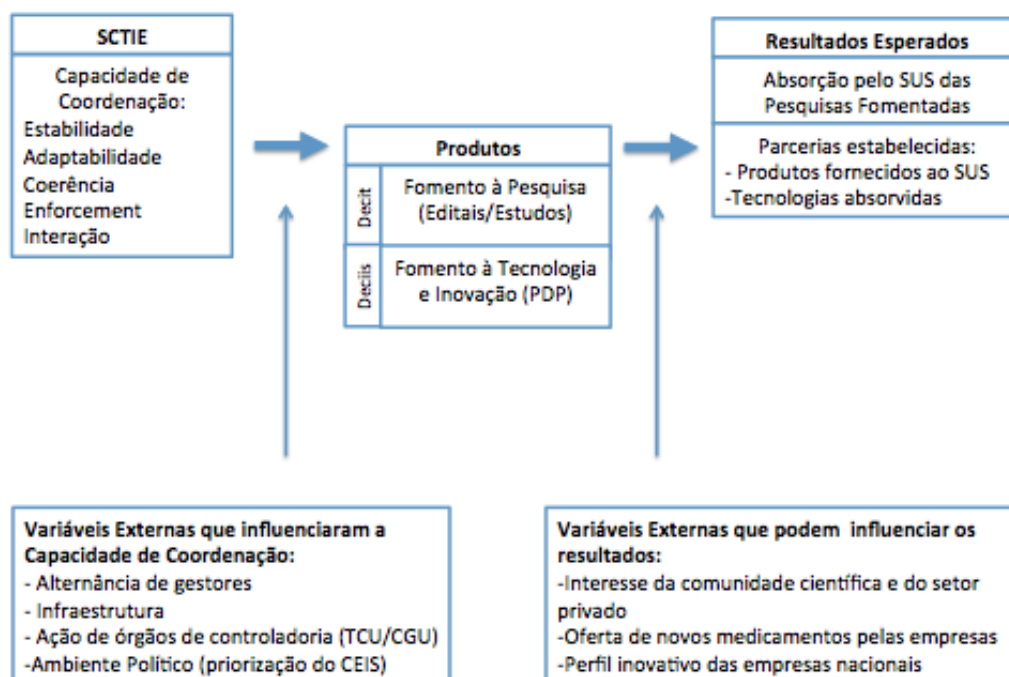 SCTIE
Capacidade de
Coordenação:
Estabilidade
Adaptabilidade
Coerência
Enforcement
Interação
Produtos
Decit
Fomento à Pesquisa
(Editais/Estudos)
Deciis
Fomento à Tecnologia
e Inovação (PDP)
Resultados Esperados
Absorção pelo SUS das
Pesquisas Fomentadas
Parcerias estabelecidas:
- Produtos fornecidos ao SUS
-Tecnologias absorvidas
Variáveis Externas que influenciaram a
Capacidade de Coordenação:
- Alternância de gestores
- Infraestrutura
- Ação de órgãos de controladoria (TCU/CGU)
-Ambiente Político (priorização do CEIS)
Variáveis Externas que podem influenciar os
resultados:
-Interesse da comunidade científica e do setor
privado
-Oferta de novos medicamentos pelas empresas
-Perfil inovativo das empresas nacionais